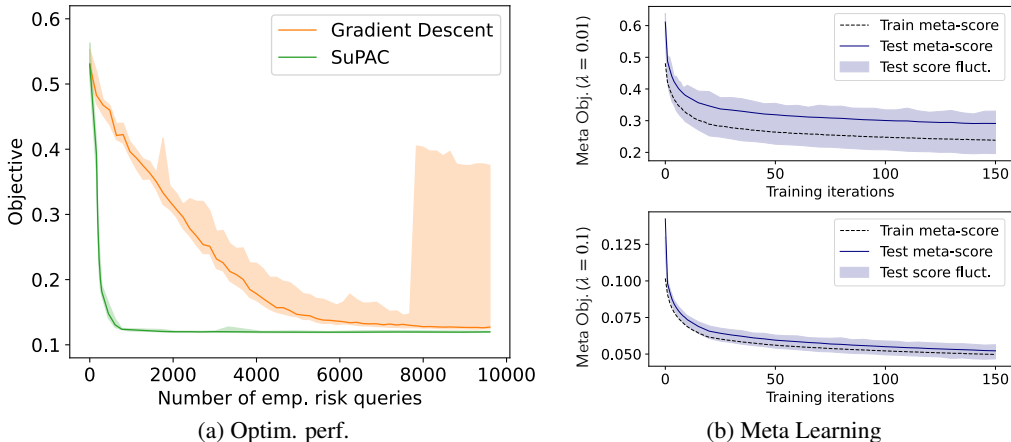 0.6
0.5
0.4
0.3
0.2
0.1
Objective
Gradient Descent
SuPAC
0
2000
4000
6000
8000
10000
Number of emp. risk queries
(a) Optim. perf.
0.6
0.5
0.4
0.3
0.2
Meta Obj. (λ = 0.01)
Train meta-score
Test meta-score
Test score fluct.
0
50
100
150
Training iterations
0.125
0.100
0.075
0.050
Meta Obj. (λ = 0.1)
Train meta-score
Test meta-score
Test score fluct.
0
50
100
150
Training iterations
(b) Meta Learning